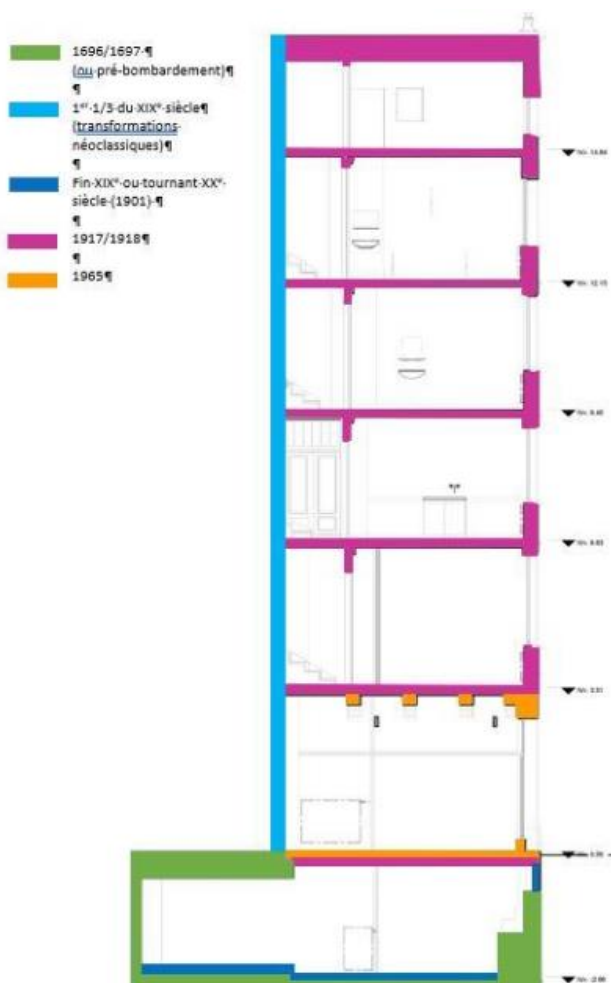 1696/1697·¶
(ou·pré-bombardement)¶
¶
1er·1/3·du·XIXe·siècle¶
(transformations·
néoclassiques)¶
¶
Fin·XIXe·ou·tournant·XXe·
siècle·(1901)·¶
¶
1917/1918¶
¶
1965¶